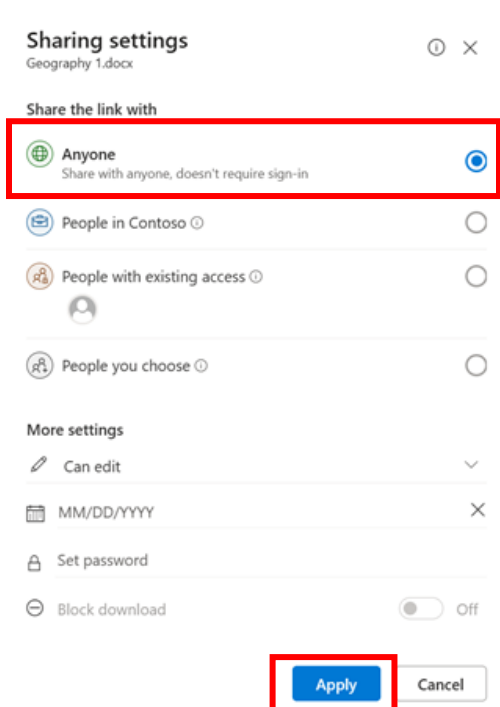 Sharing settings
Geography 1.docx
Share the link with
Anyone
Share with anyone, doesn't require sign-in
People in Contoso
People with existing access
People you choose
More settings
Can edit
MM/DD/YYYY
Set password
Block download Off
Apply Cancel